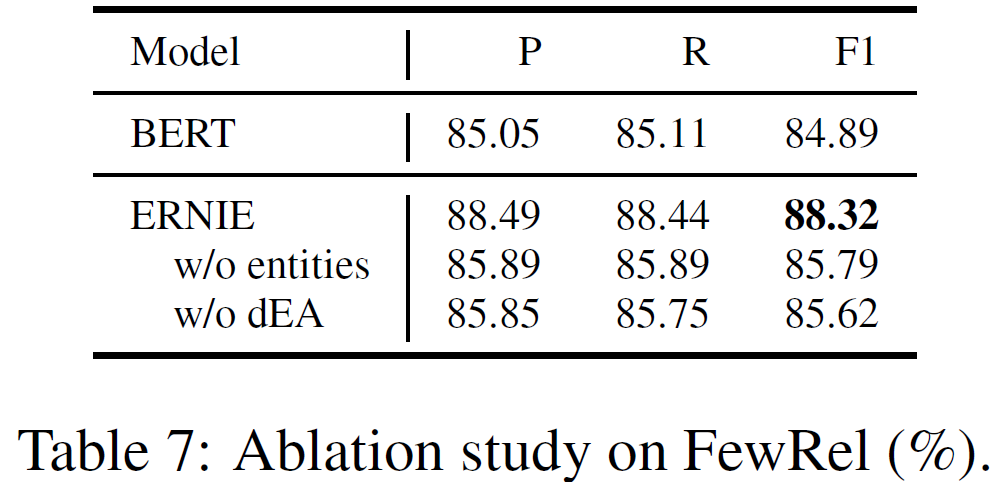 Model P R F1
BERT 85.05 85.11 84.89
ERNIE 88.49 88.44 88.32
w/o entities 85.89 85.89 85.79
w/o dEA 85.85 85.75 85.62
Table 7: Ablation study on FewRel (%).